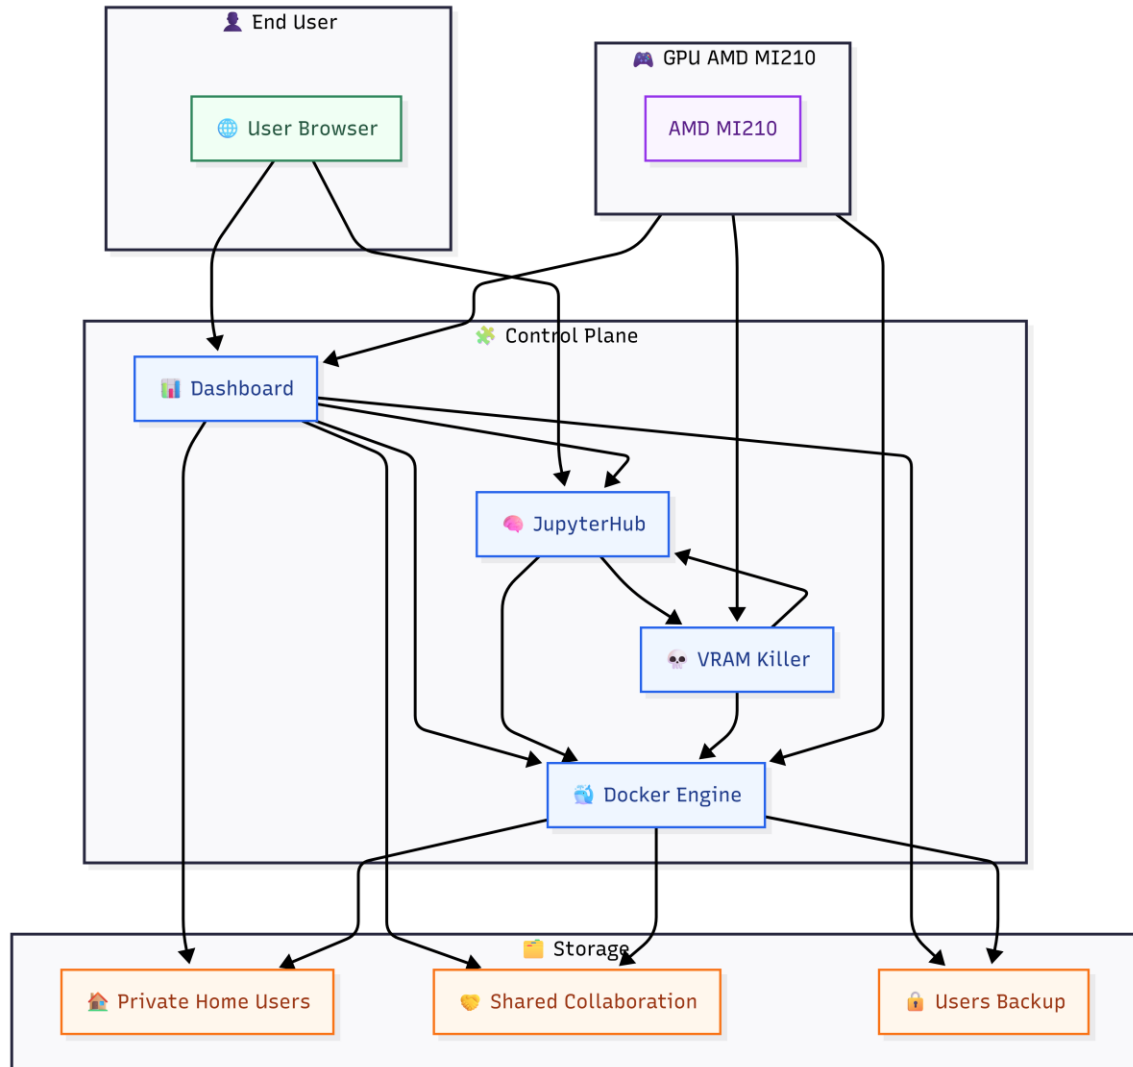 👤 End User
🎮 GPU AMD MI210
🌐 User Browser
AMD MI210
🧩 Control Plane
📊 Dashboard
🧠 JupyterHub
💀 VRAM Killer
🐳 Docker Engine
🗂️ Storage
🏠 Private Home Users
🤝 Shared Collaboration
🔒 Users Backup